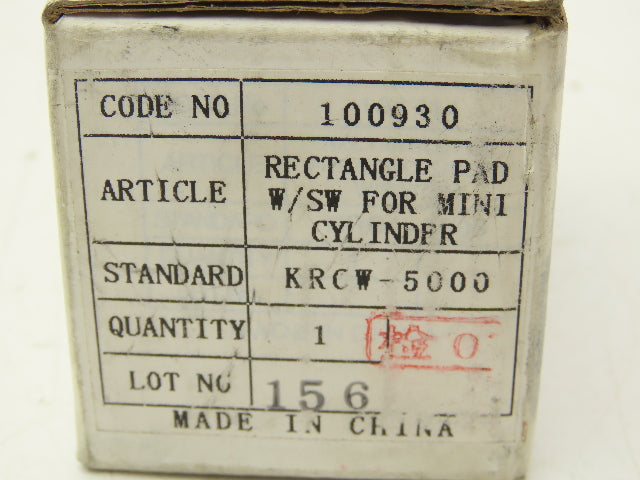 CODE NO 100930
ARTICLE RECTANGLE PAD
W/SW FOR MINI
CYLINDER
STANDARD KRCW-5000
QUANTITY 1
LOT NO 156
MADE IN CHINA